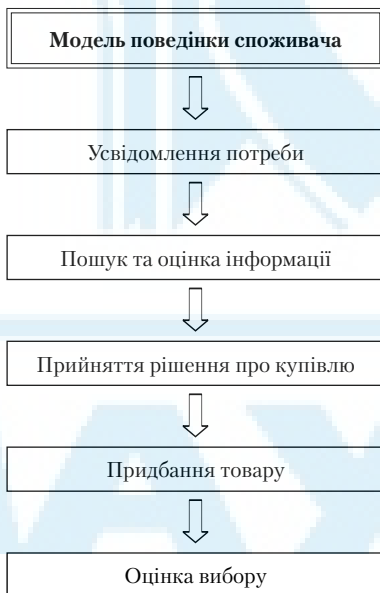 Модель поведінки споживача
Усвідомлення потреби
Пошук та оцінка інформації
Прийняття рішення про купівлю
Придбання товару
Оцінка вибору